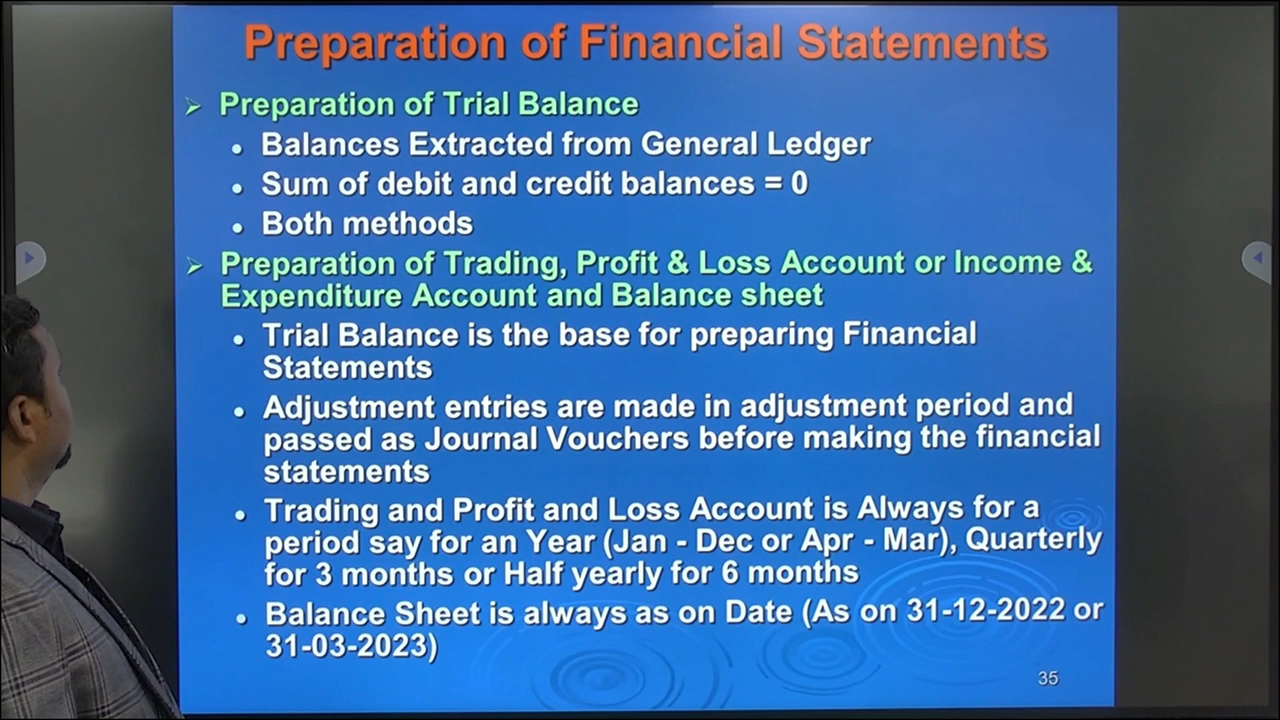 Preparation of Financial Statements
Preparation of Trial Balance
Balances Extracted from General Ledger
Sum of debit and credit balances = 0
Both methods
Preparation of Trading, Profit & Loss Account or Income &
Expenditure Account and Balance sheet
Trial Balance is the base for preparing Financial
Statements
Adjustment entries are made in adjustment period and
passed as Journal Vouchers before making the financial
statements
Trading and Profit and Loss Account is Always for a
period say for an Year (Jan - Dec or Apr - Mar), Quarterly
for 3 months or Half yearly for 6 months
Balance Sheet is always as on Date (As on 31-12-2022 or
31-03-2023)
35